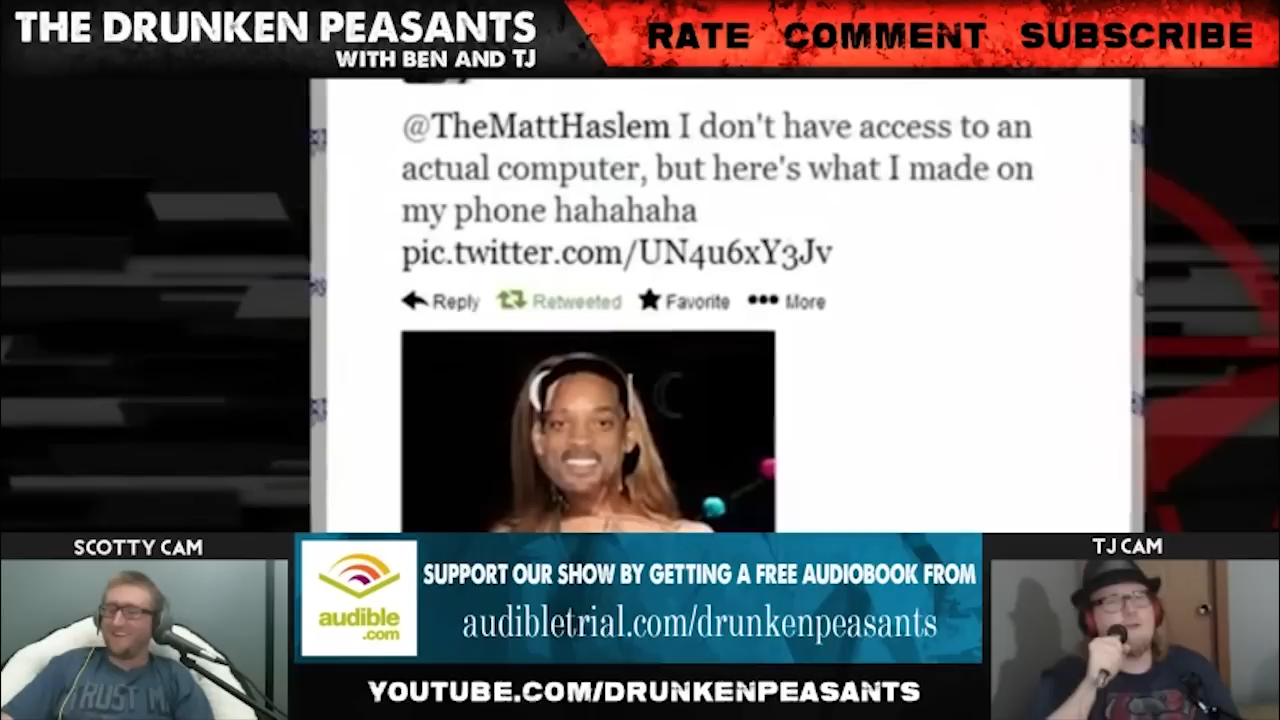 THE DRUNKEN PEASANTS
WITH BEN AND TJ
RATE COMMENT SUBSCRIBE
@TheMattHaslem I don't have access to an
actual computer, but here's what I made on
my phone hahahaha
pic.twitter.com/UN4u6xY3Jv
Reply Retweeted Favorite More
SCOTTY CAM
TJ CAM
audible
.com
SUPPORT OUR SHOW BY GETTING A FREE AUDIOBOOK FROM
audibletrial.com/drunkenpeasants
TRUST M
YOUTUBE.COM/DRUNKENPEASANTS